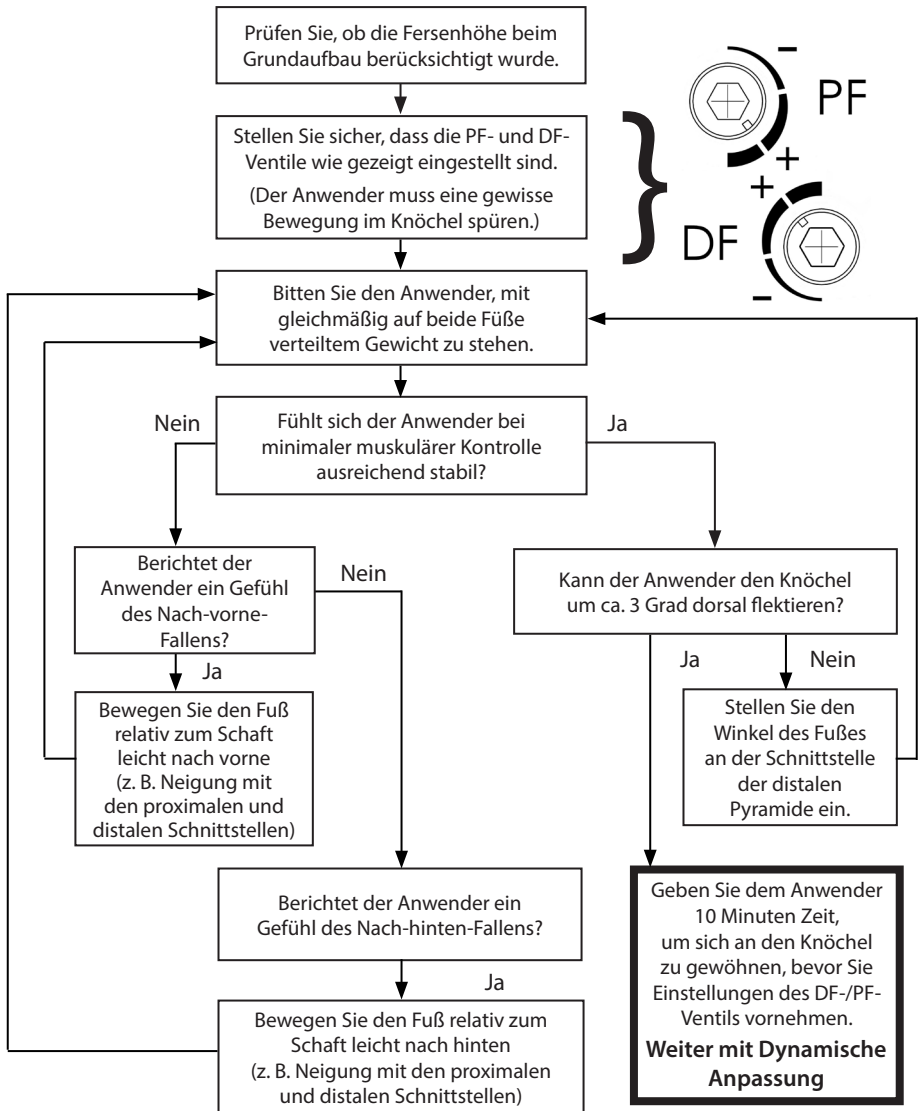 Prüfen Sie, ob die Fersenhöhe beim
Grundaufbau berücksichtigt wurde.
Stellen Sie sicher, dass die PF- und DF-
Ventile wie gezeigt eingestellt sind.
(Der Anwender muss eine gewisse
Bewegung im Knöchel spüren.)
}
-
PF
+
+
DF
-
Bitten Sie den Anwender, mit
gleichmäßig auf beide Füße
verteiltem Gewicht zu stehen.
Nein
Fühlt sich der Anwender bei
minimaler muskulärer Kontrolle
ausreichend stabil?
Ja
Berichtet der
Anwender ein Gefühl
des Nach-vorne-
Fallens?
Nein
Kann der Anwender den Knöchel
um ca. 3 Grad dorsal flektieren?
Ja
Ja
Nein
Bewegen Sie den Fuß
relativ zum Schaft
leicht nach vorne
(z. B. Neigung mit
den proximalen und
distalen Schnittstellen)
Stellen Sie den
Winkel des Fußes
an der Schnittstelle
der distalen
Pyramide ein.
Berichtet der Anwender ein
Gefühl des Nach-hinten-Fallens?
Ja
Bewegen Sie den Fuß relativ zum
Schaft leicht nach hinten
(z. B. Neigung mit den proximalen
und distalen Schnittstellen)
Geben Sie dem Anwender
10 Minuten Zeit,
um sich an den Knöchel
zu gewöhnen, bevor Sie
Einstellungen des DF-/PF-
Ventils vornehmen.
Weiter mit Dynamische
Anpassung